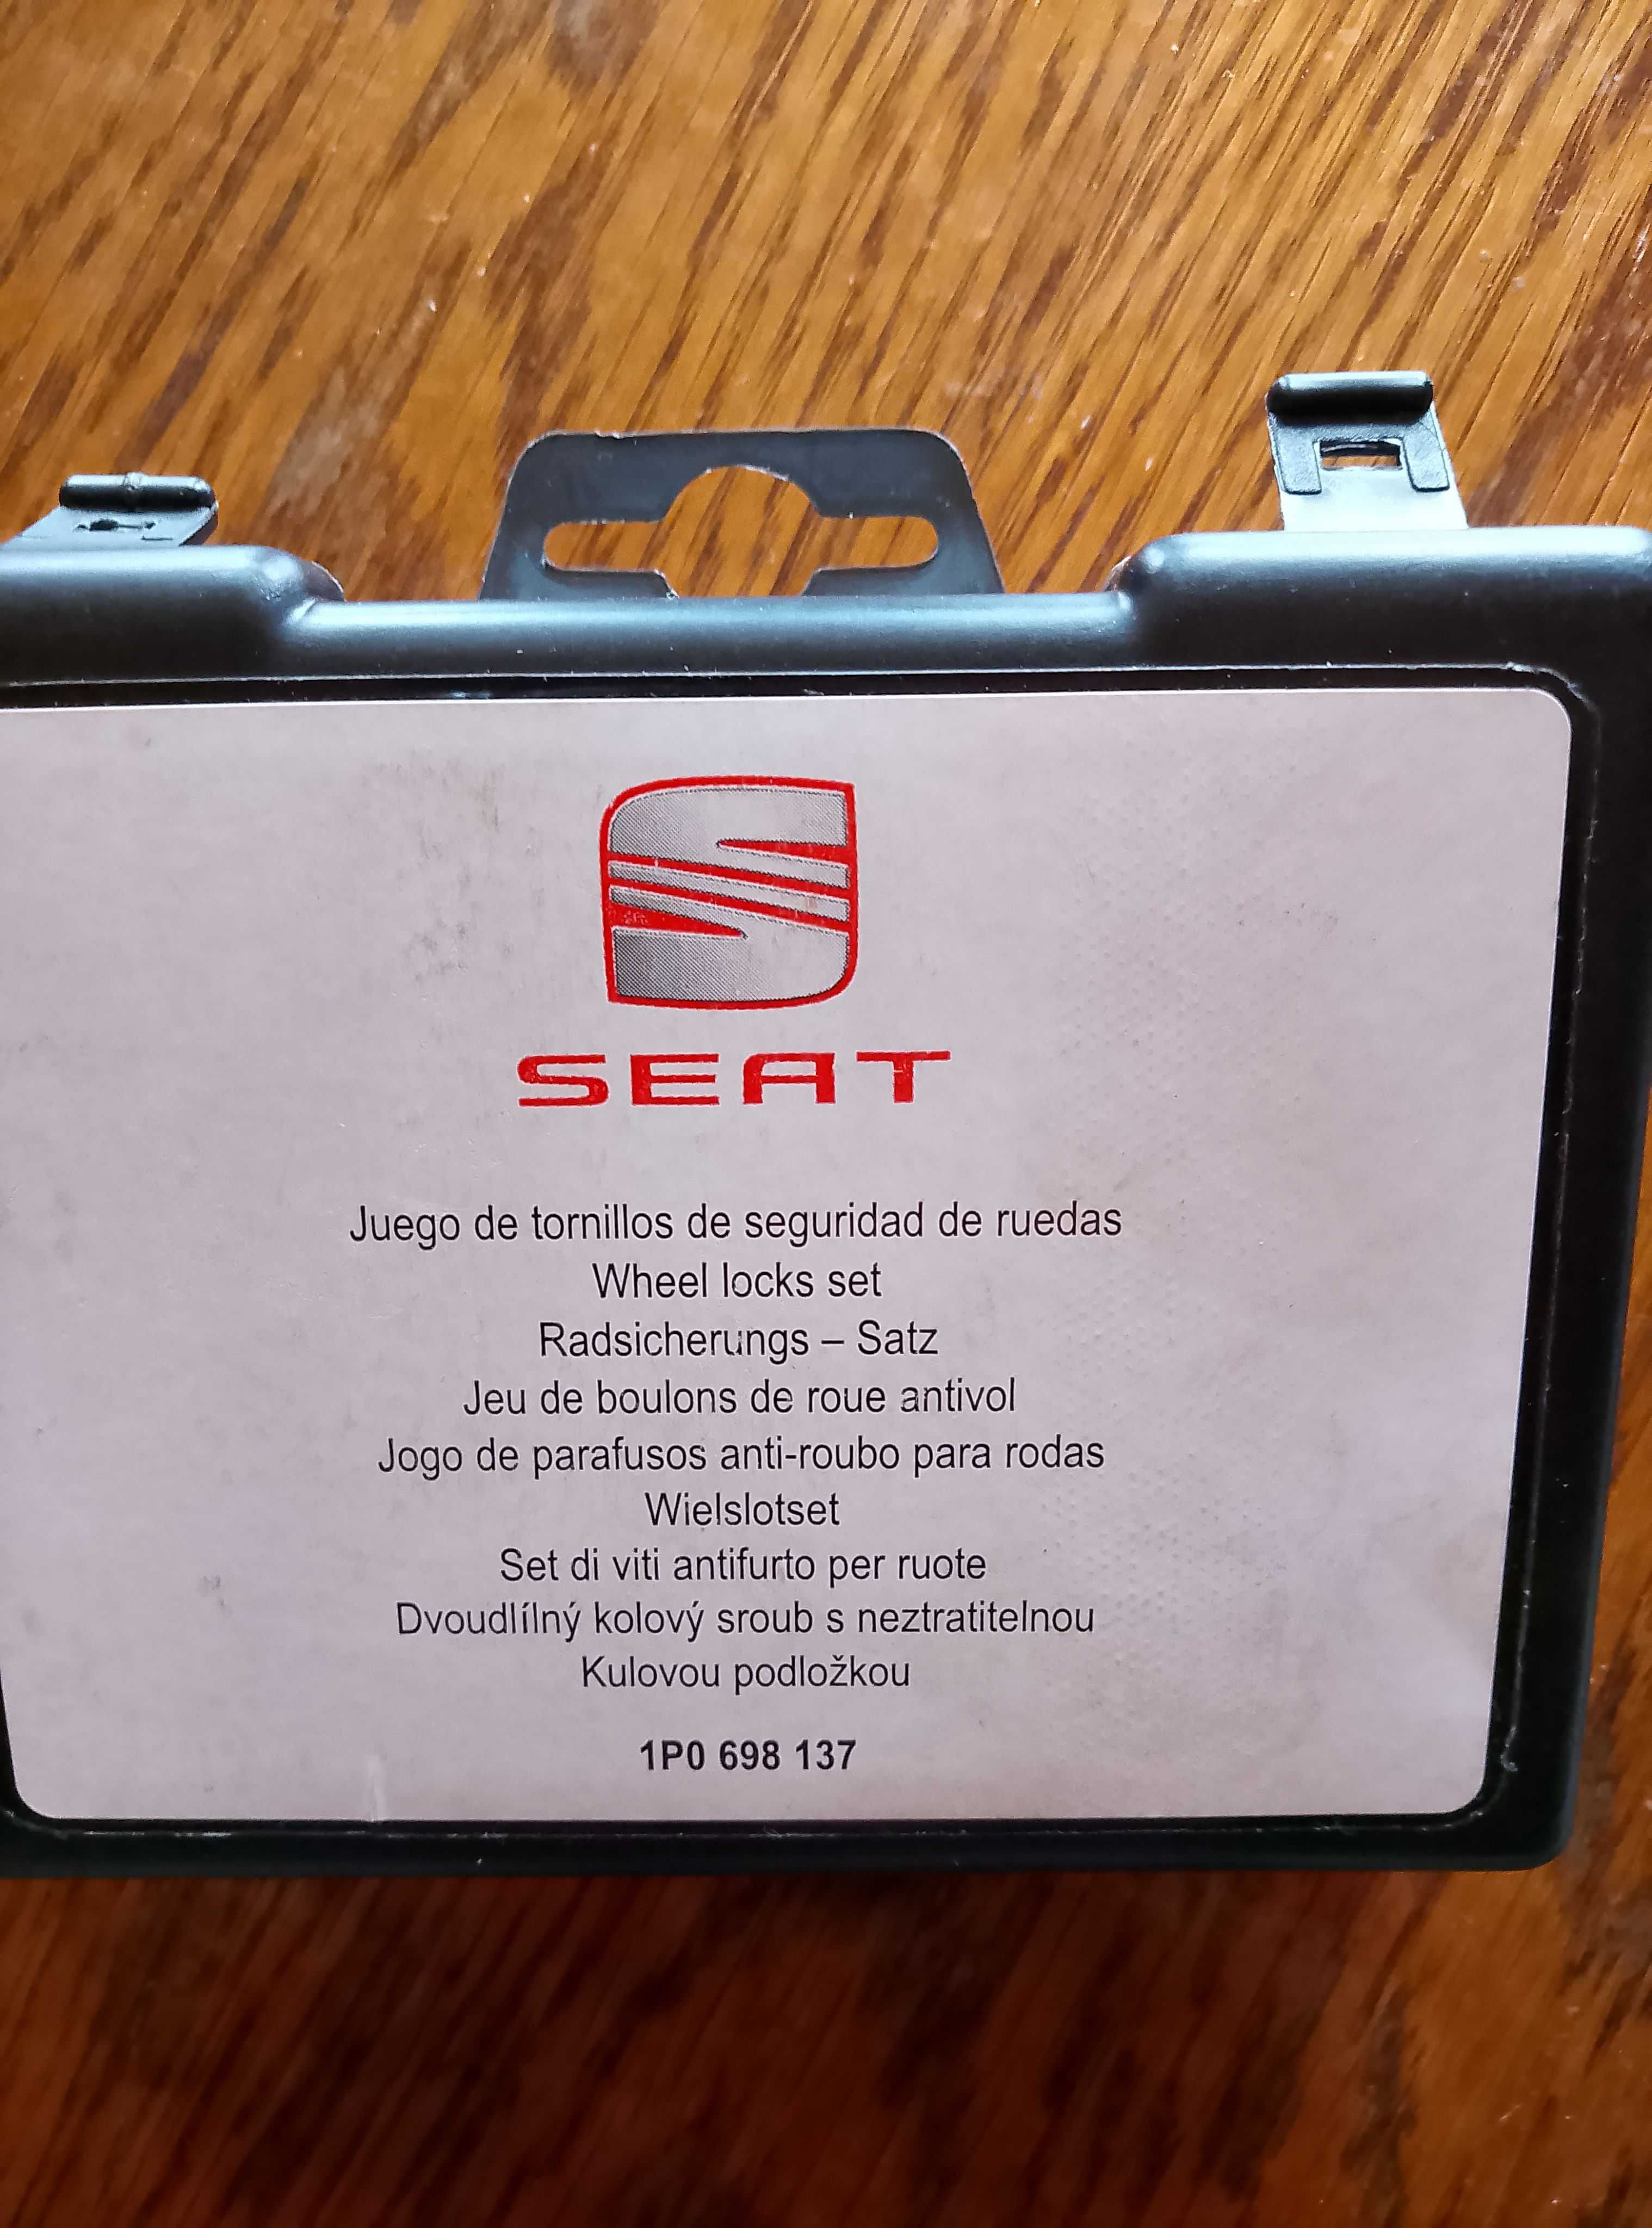 SEAT
Juego de tornillos de seguridad de ruedas
Wheel locks set
Radsicherungs – Satz
Jeu de boulons de roue antivol
Jogo de parafusos anti-roubo para rodas
Wielslotset
Set di viti antifurto per ruote
Dvoudlílný kolový sroub s neztratitelnou
Kulovou podložkou
1P0 698 137